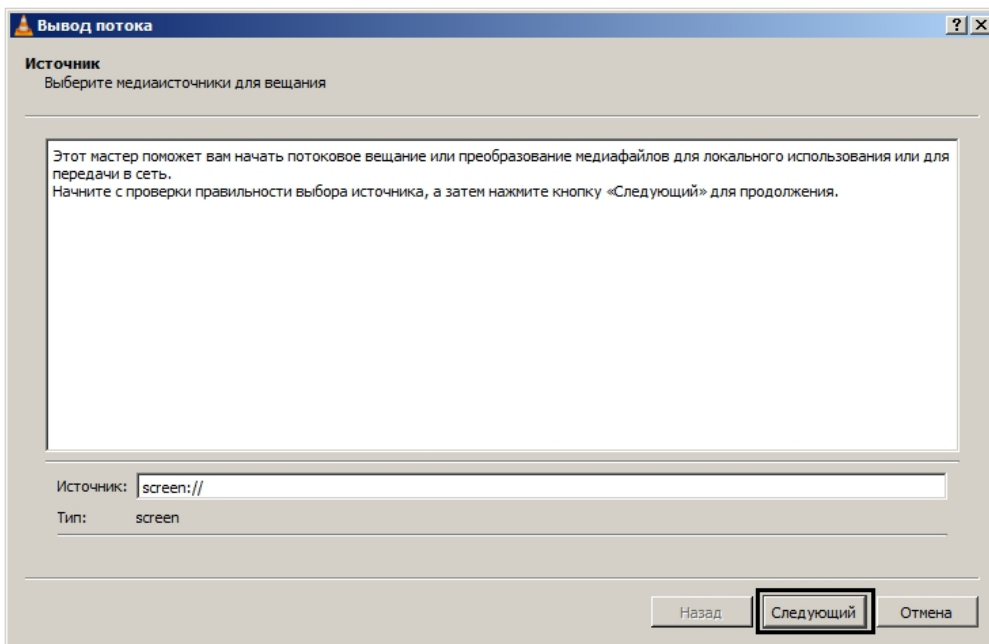 Вывод потока
Источник
Выберите медиаисточники для вещания
Этот мастер поможет вам начать потоковое вещание или преобразование медиафайлов для локального использования или для
передачи в сеть.
Начните с проверки правильности выбора источника, а затем нажмите кнопку «Следующий» для продолжения.
Источник: screen://
Тип: screen
Назад Следующий Отмена